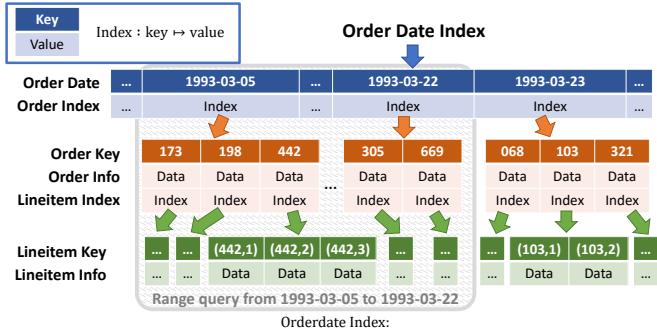 Key
Value
Index : key ↦ value
Order Date Index
Order Date ... 1993-03-05 ... 1993-03-22 1993-03-23 ...
Order Index ... Index ... Index Index ...
Order Key 173 198 442 305 669 068 103 321
Order Info Data Data Data ... Data Data Data Data Data
Lineitem Index Index Index Index Index Index Index Index Index
Lineitem Key ... ... (442,1) (442,2) (442,3) ... ... ... (103,1) (103,2) ...
Lineitem Info ... ... Data Data Data ... ... ... Data Data ...
Range query from 1993-03-05 to 1993-03-22
Orderdate Index: